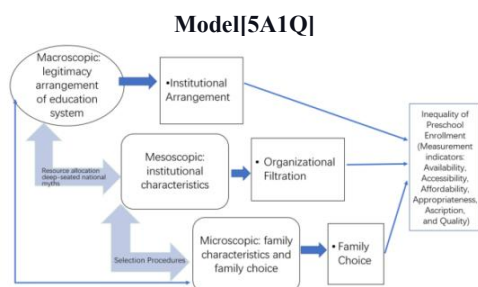 Model[5A1Q]
Macroscopic:
legitimacy
arrangement
of education
system
•Institutional
Arrangement
Inequality of
Preschool
Enrollment
(Measurement
indicators:
Availability,
Accessibility,
Affordability,
Appropriateness,
Ascription,
and Quality)
Resource allocation
deep-seated national
myths
Mesoscopic:
institutional
characteristics
• Organizational
Filtration
Selection Procedures
Microscopic: family
characteristics and
family choice
• Family
Choice